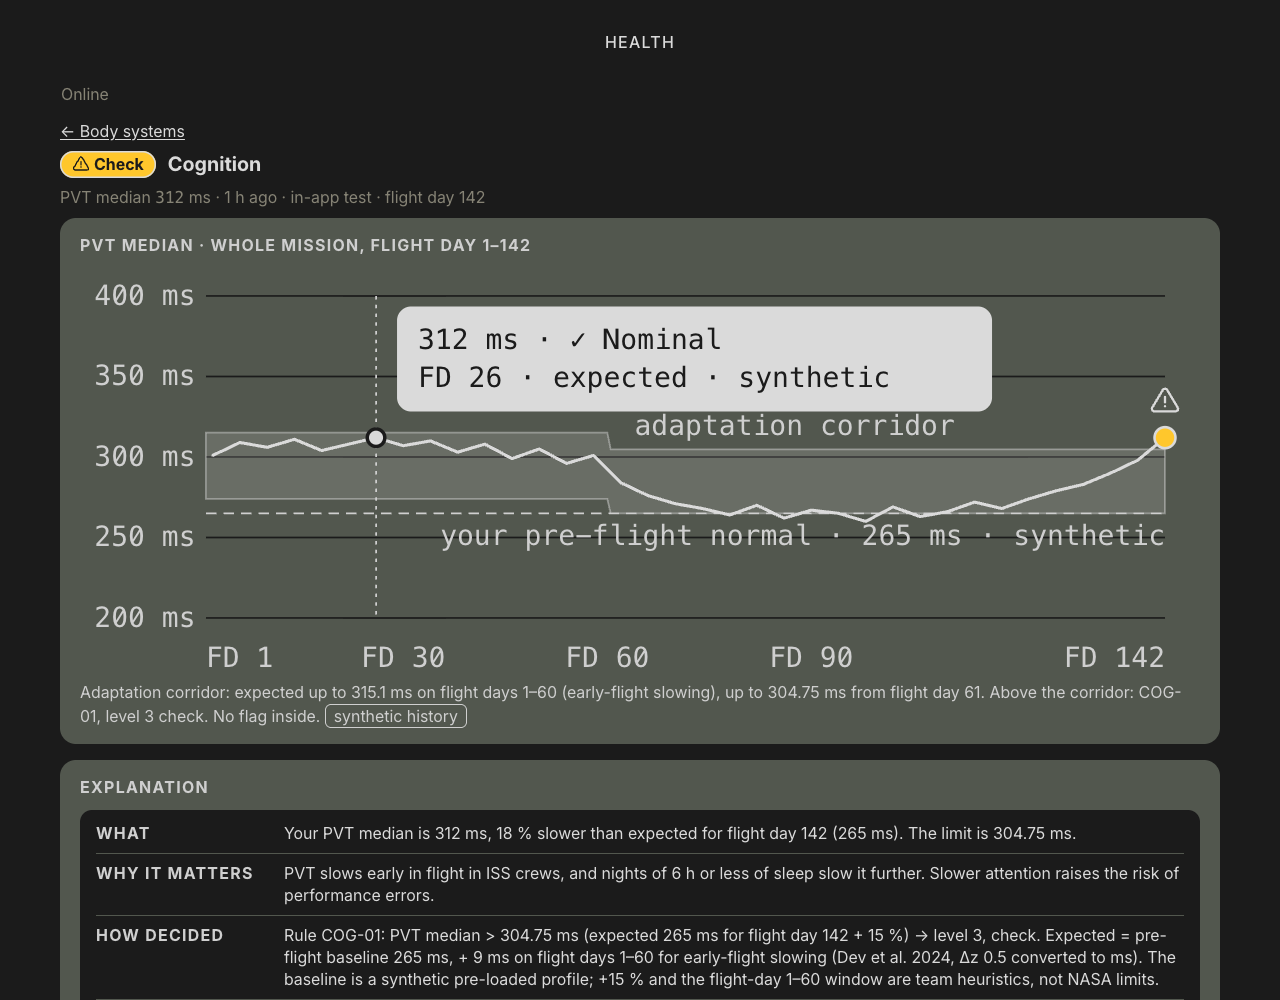 HEALTH
Online
← Body systems
Check
Cognition
PVT median 312 ms · 1 h ago · in-app test · flight day 142
PVT MEDIAN · WHOLE MISSION, FLIGHT DAY 1–142
400 ms
312 ms · ✓ Nominal
350 ms
FD 26 · expected · synthetic
adaptation corridor
300 ms
250 ms
your pre−flight normal · 265 ms · synthetic
200 ms
FD 1
FD 30
FD 60
FD 90
FD 142
Adaptation corridor: expected up to 315.1 ms on flight days 1–60 (early-flight slowing), up to 304.75 ms from flight day 61. Above the corridor: COG-
01, level 3 check. No flag inside. synthetic history
EXPLANATION
WHAT
Your PVT median is 312 ms, 18 % slower than expected for flight day 142 (265 ms). The limit is 304.75 ms.
WHY IT MATTERS
PVT slows early in flight in ISS crews, and nights of 6 h or less of sleep slow it further. Slower attention raises the risk of
performance errors.
HOW DECIDED
Rule COG-01: PVT median > 304.75 ms (expected 265 ms for flight day 142 + 15 %) → level 3, check. Expected = pre-
flight baseline 265 ms, + 9 ms on flight days 1–60 for early-flight slowing (Dev et al. 2024, Δz 0.5 converted to ms). The
baseline is a synthetic pre-loaded profile; +15 % and the flight-day 1–60 window are team heuristics, not NASA limits.